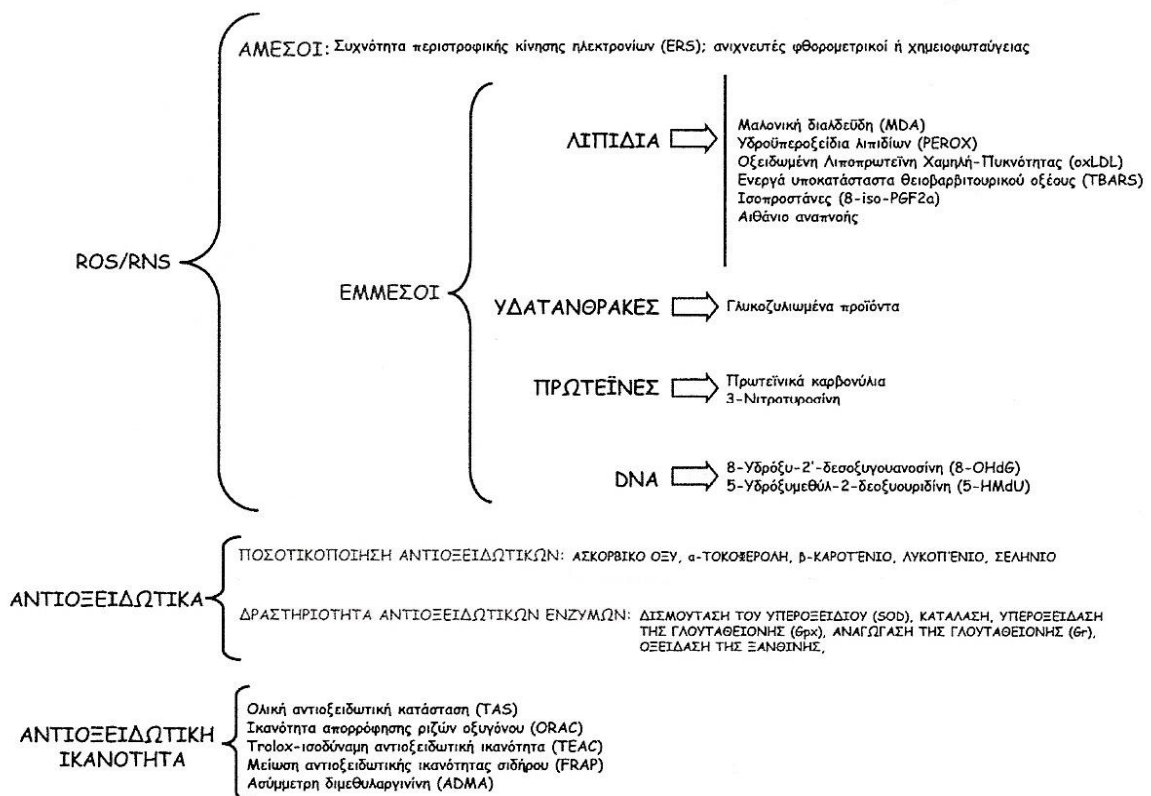 ΑΜΕΣΟΙ: Συχνότητα περιστροφικής κίνησης ηλεκτρονίων (ERS); ανιχνευτές φθορομετρικοί ή χημειοφωταύγειας
ROS/RNS
ΕΜΜΕΣΟΙ
ΛΙΠΙΔΙΑ
Μαλονική διαλδεΰδη (MDA)
Υδροϋπεροξείδια λιπιδίων (PEROX)
Οξειδωμένη Λιποπρωτεϊνη Χαμηλή-Πυκνότητας (oxLDL)
Ενεργά υποκατάσταστα θειοβαρβιτουρικού οξέους (TBARS)
Ισοπροστάνες (8-iso-PGF2a)
Αιθάνιο αναπνοής
ΥΔΑΤΑΝΘΡΑΚΕΣ
Γλυκοζυλιωμένα προϊόντα
ΠΡΩΤΕΪΝΕΣ
Πρωτεϊνικά καρβονύλια
3-Νιτρατυροσίνη
DNA
8-Υδρόξυ-2'-δεσοξυγουανοσίνη (8-OHdG)
5-Υδρόξυμεθύλ-2-δεοξυουριδίνη (5-HMdU)
ΑΝΤΙΟΞΕΙΔΩΤΙΚΑ
ΠΟΣΟΤΙΚΟΠΟΙΗΣΗ ΑΝΤΙΟΞΕΙΔΩΤΙΚΩΝ: ΑΣΚΟΡΒΙΚΟ ΟΞΥ, α-ΤΟΚΟΦΕΡΟΛΗ, β-ΚΑΡΟΤΕΝΙΟ, ΛΥΚΟΠΈΝΙΟ, ΣΕΛΗΝΙΟ
ΔΡΑΣΤΗΡΙΟΤΗΤΑ ΑΝΤΙΟΞΕΙΔΩΤΙΚΩΝ ΕΝΖΥΜΩΝ: ΔΙΣΜΟΥΤΑΣΗ ΤΟΥ ΥΠΕΡΟΞΕΙΔΙΟΥ (SOD), ΚΑΤΑΛΑΣΗ, ΥΠΕΡΟΞΕΙΔΑΣΗ
ΤΗΣ ΓΛΟΥΤΑΘΕΙΟΝΗΣ (Gpx), ΑΝΑΓΩΓΑΣΗ ΤΗΣ ΓΛΟΥΤΑΘΕΙΟΝΗΣ (Gr),
ΟΞΕΙΔΑΣΗ ΤΗΣ ΞΑΝΘΙΝΗΣ,
ΑΝΤΙΟΞΕΙΔΩΤΙΚΗ
ΙΚΑΝΟΤΗΤΑ
Ολική αντιοξειδωτική κατάσταση (TAS)
Ικανότητα απορρόφησης ριζών οξυγόνου (ORAC)
Trolox-ισοδύναμη αντιοξειδωτική ικανότητα (TEAC)
Μείωση αντιοξειδωτικής ικανότητας σιδήρου (FRAP)
Ασύμμετρη διμεθυλαργινίνη (ADMA)